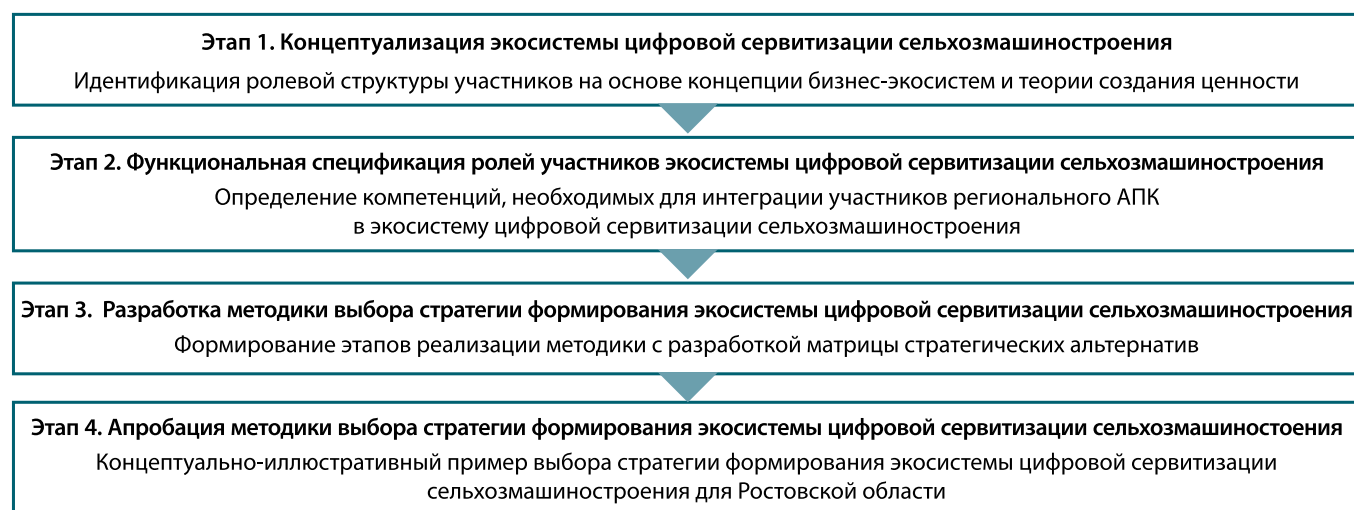 Этап 1. Концептуализация экосистемы цифровой сервитизации сельхозмашиностроения
Идентификация ролевой структуры участников на основе концепции бизнес-экосистем и теории создания ценности
Этап 2. Функциональная спецификация ролей участников экосистемы цифровой сервитизации сельхозмашиностроения
Определение компетенций, необходимых для интеграции участников регионального АПК
в экосистему цифровой сервитизации сельхозмашиностроения
Этап 3. Разработка методики выбора стратегии формирования экосистемы цифровой сервитизации сельхозмашиностроения
Формирование этапов реализации методики с разработкой матрицы стратегических альтернатив
Этап 4. Апробация методики выбора стратегии формирования экосистемы цифровой сервитизации сельхозмашиностоения
Концептуально-иллюстративный пример выбора стратегии формирования экосистемы цифровой сервитизации
сельхозмашиностроения для Ростовской области